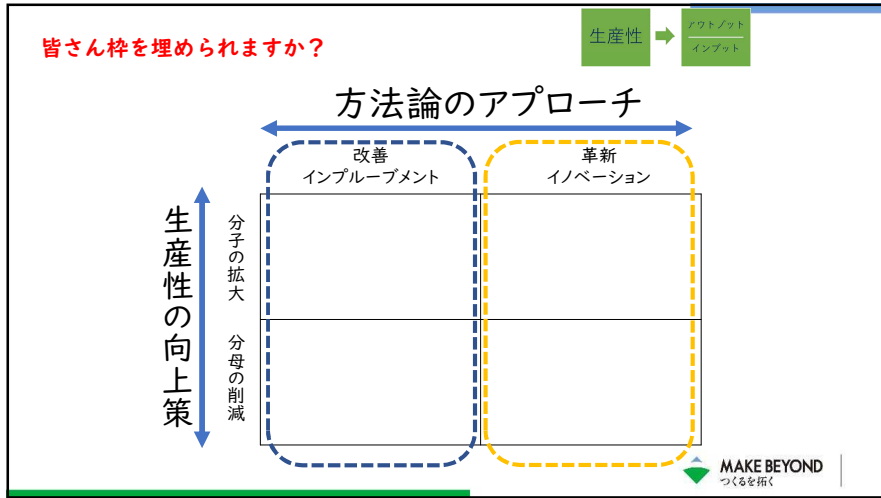 皆さん枠を埋められますか？
生産性
アウトプット
インプット
方法論のアプローチ
改善
インプルーブメント
革新
イノベーション
生産性の向上策
分子の拡大
分母の削減
MAKE BEYOND
つくるを拓く